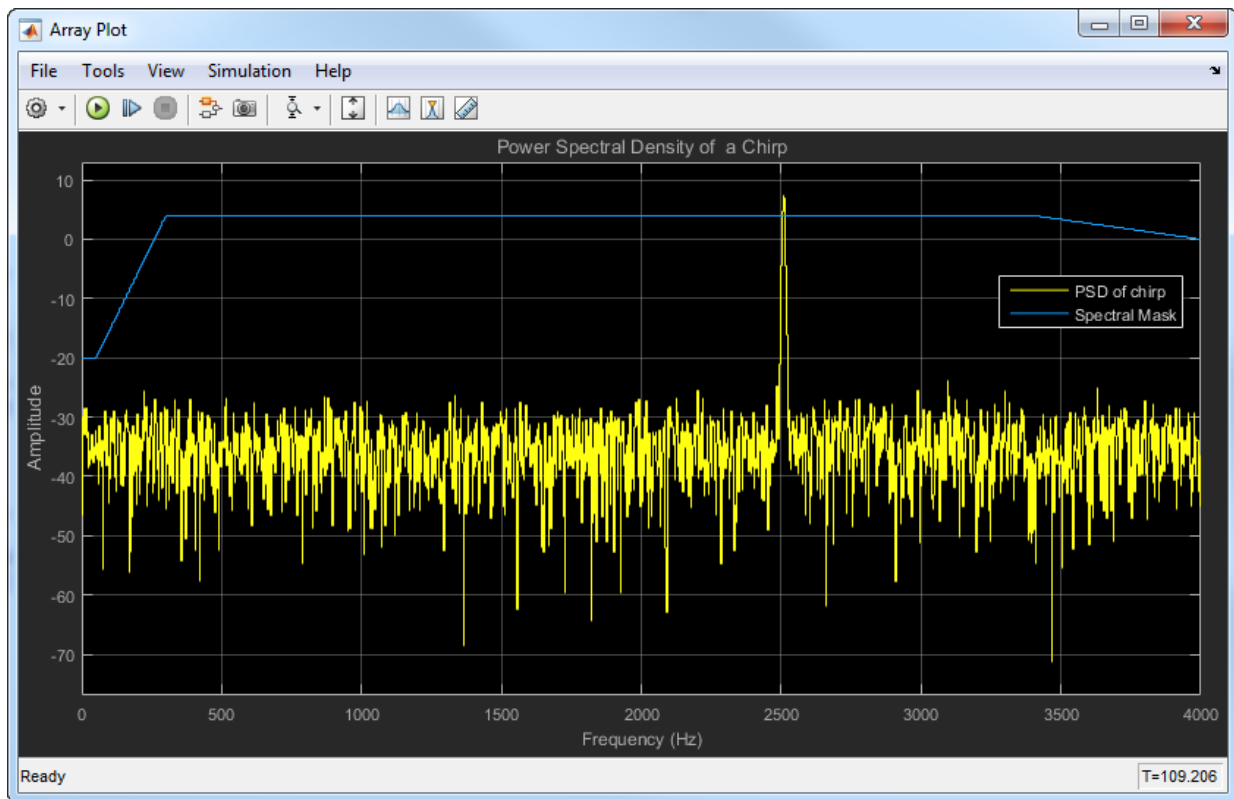 Array Plot
File Tools View Simulation Help
Power Spectral Density of  a Chirp
10
0
-10
-20
-30
-40
-50
-60
-70
Amplitude
PSD of chirp
Spectral Mask
0 500 1000 1500 2000 2500 3000 3500 4000
Frequency (Hz)
Ready T=109.206